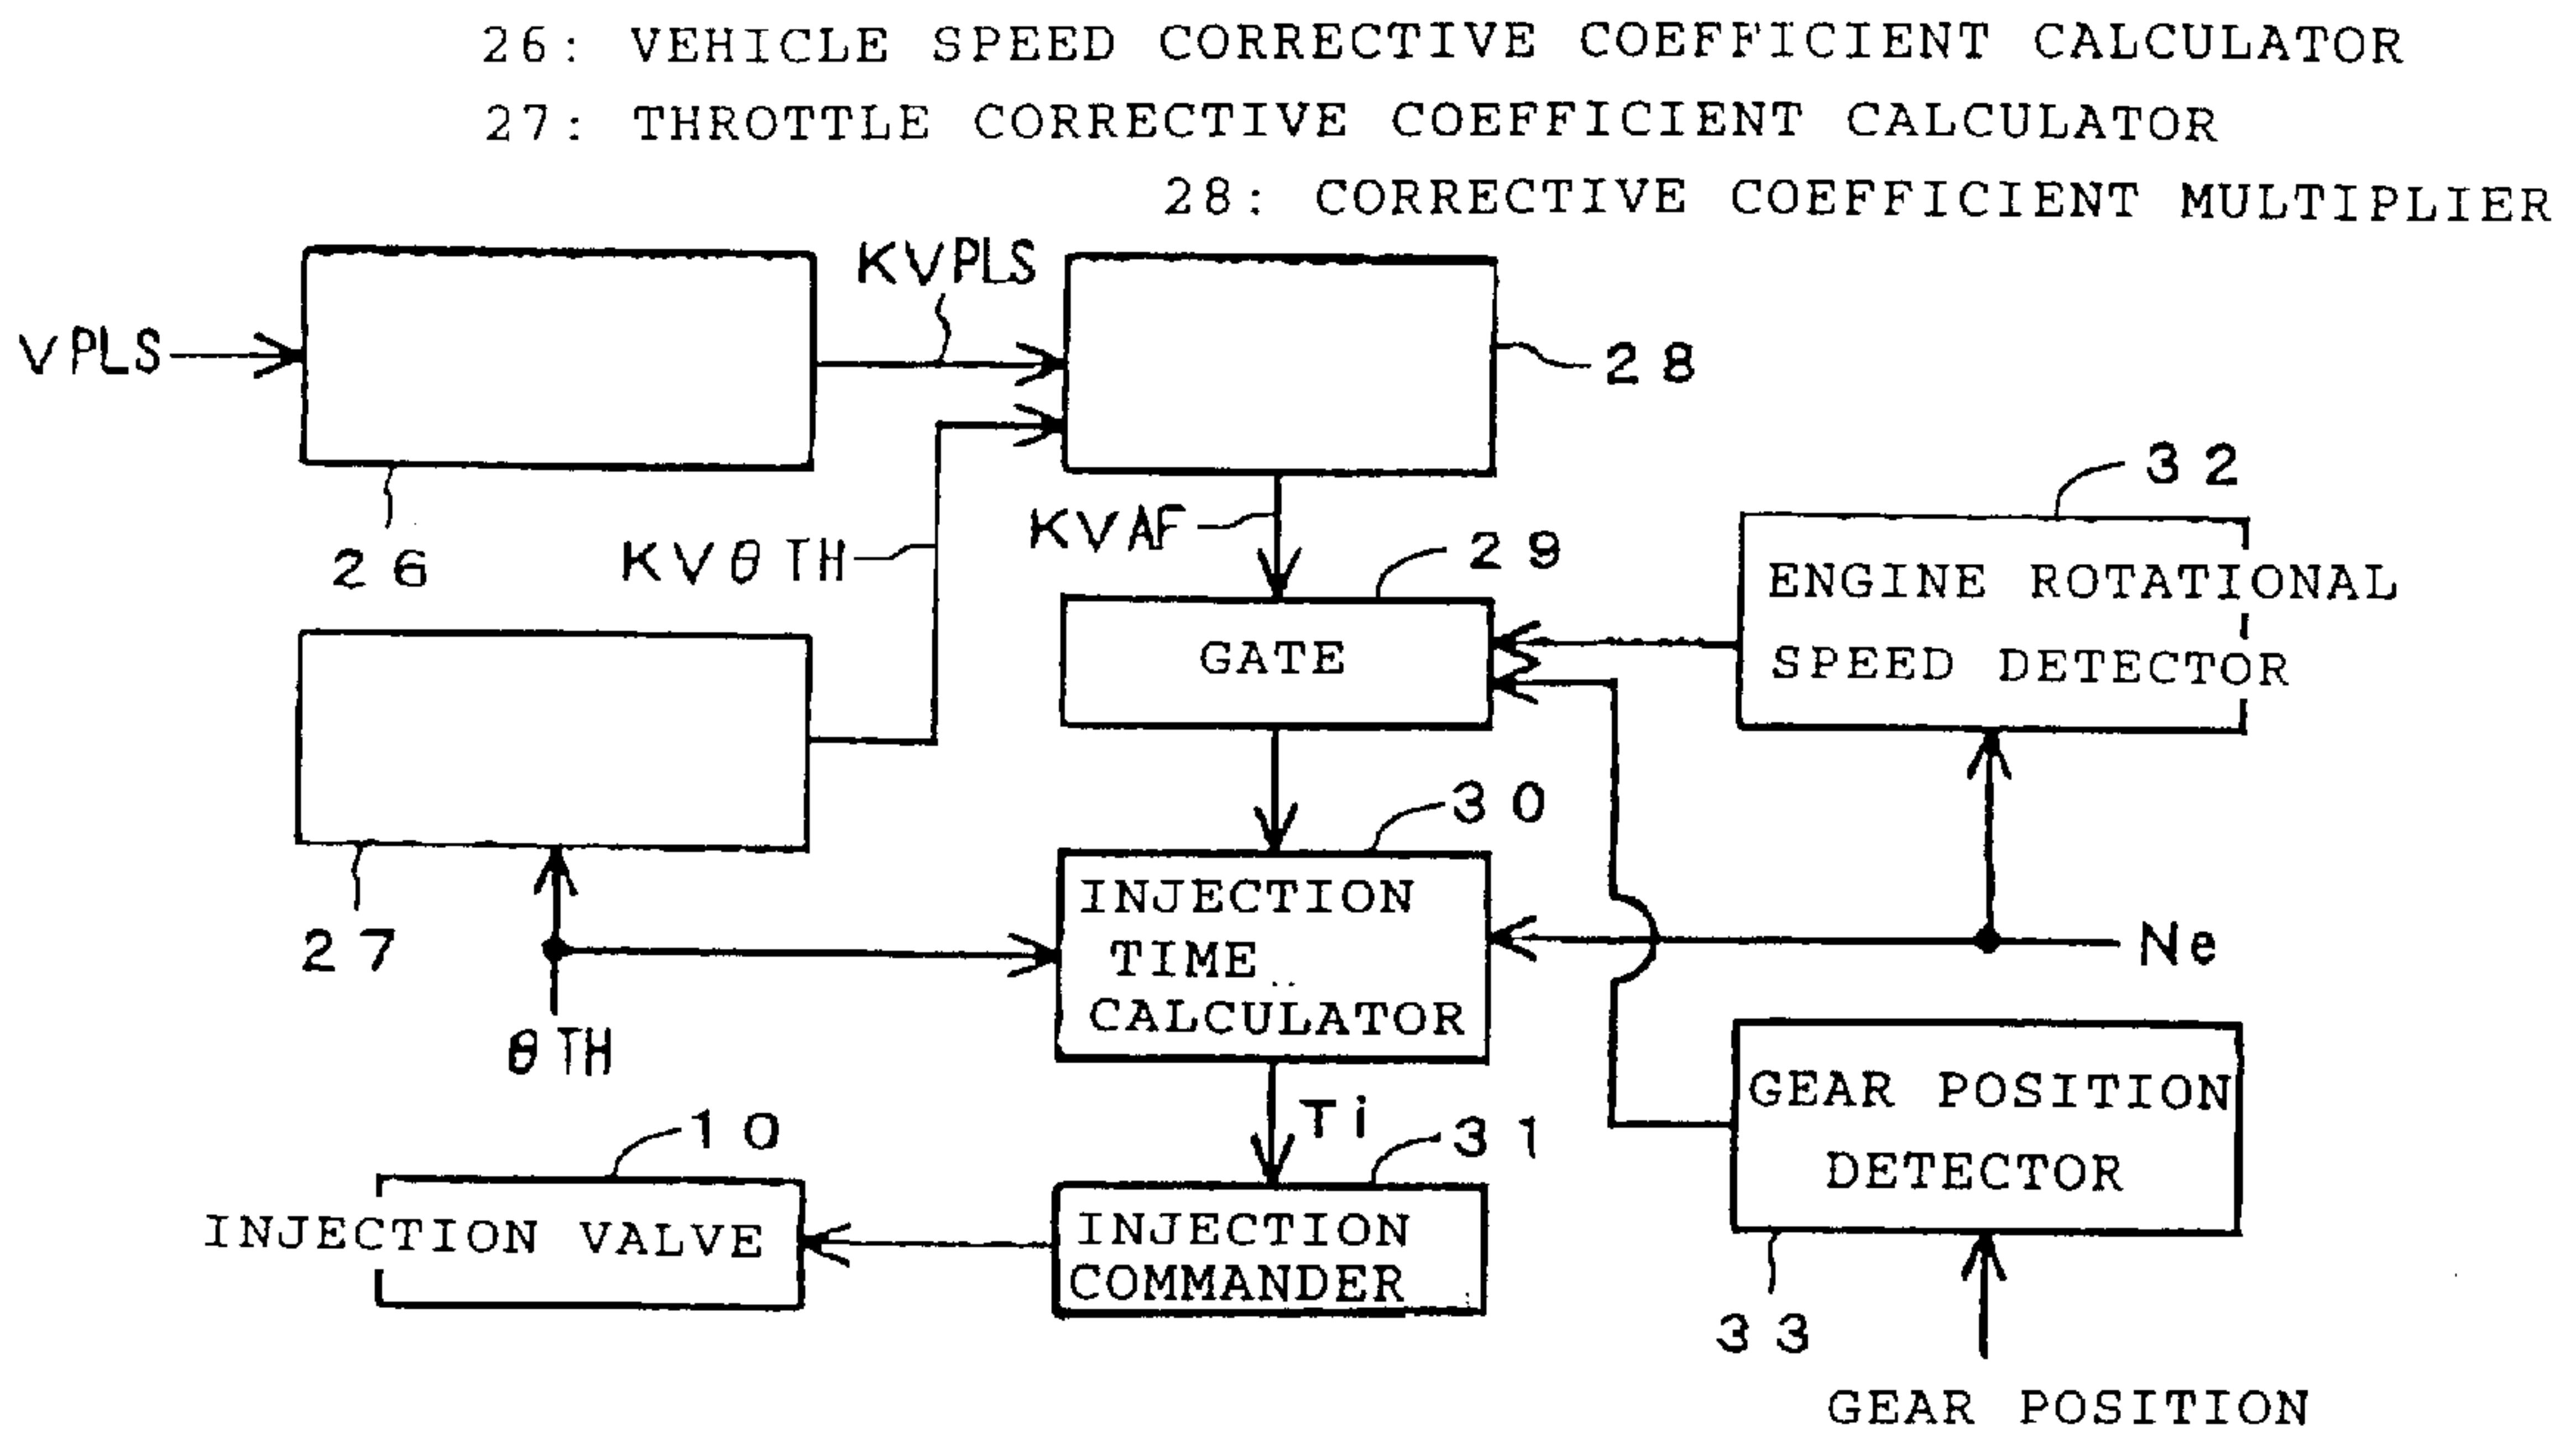 26: VEHICLE SPEED CORRECTIVE COEFFICIENT CALCULATOR
27: THROTTLE CORRECTIVE COEFFICIENT CALCULATOR
28: CORRECTIVE COEFFICIENT MULTIPLIER
KVPLS
VPLS
28
32
KVAF
29
26
KVθTH
ENGINE ROTATIONAL
SPEED DETECTOR
GATE
30
INJECTION
TIME
CALCULATOR
27
Ne
θTH
GEAR POSITION
DETECTOR
Ti
10
31
INJECTION VALVE
INJECTION
COMMANDER
33
GEAR POSITION